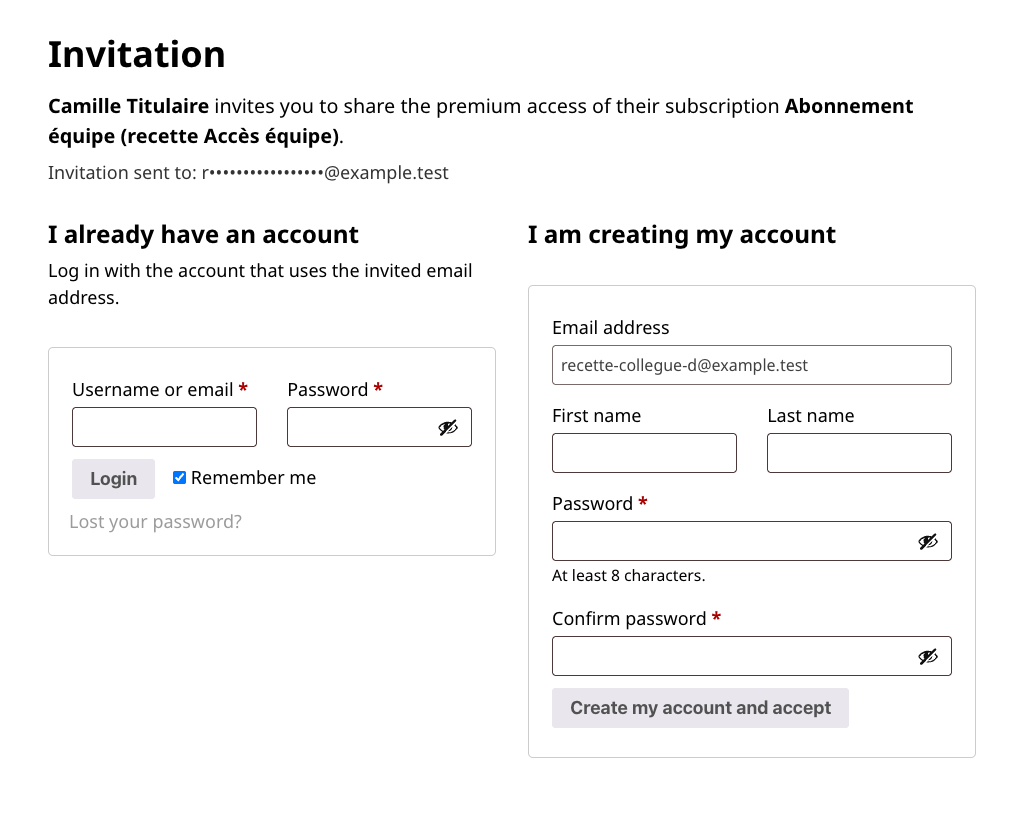 Invitation
Camille Titulaire invites you to share the premium access of their subscription Abonnement
équipe (recette Accès équipe).
Invitation sent to: r•••••••••••••••••@example.test
I already have an account
Log in with the account that uses the invited email
address.
Username or email *
Password *
Login
Remember me
Lost your password?
I am creating my account
Email address
recette-collegue-d@example.test
First name
Last name
Password *
At least 8 characters.
Confirm password *
Create my account and accept